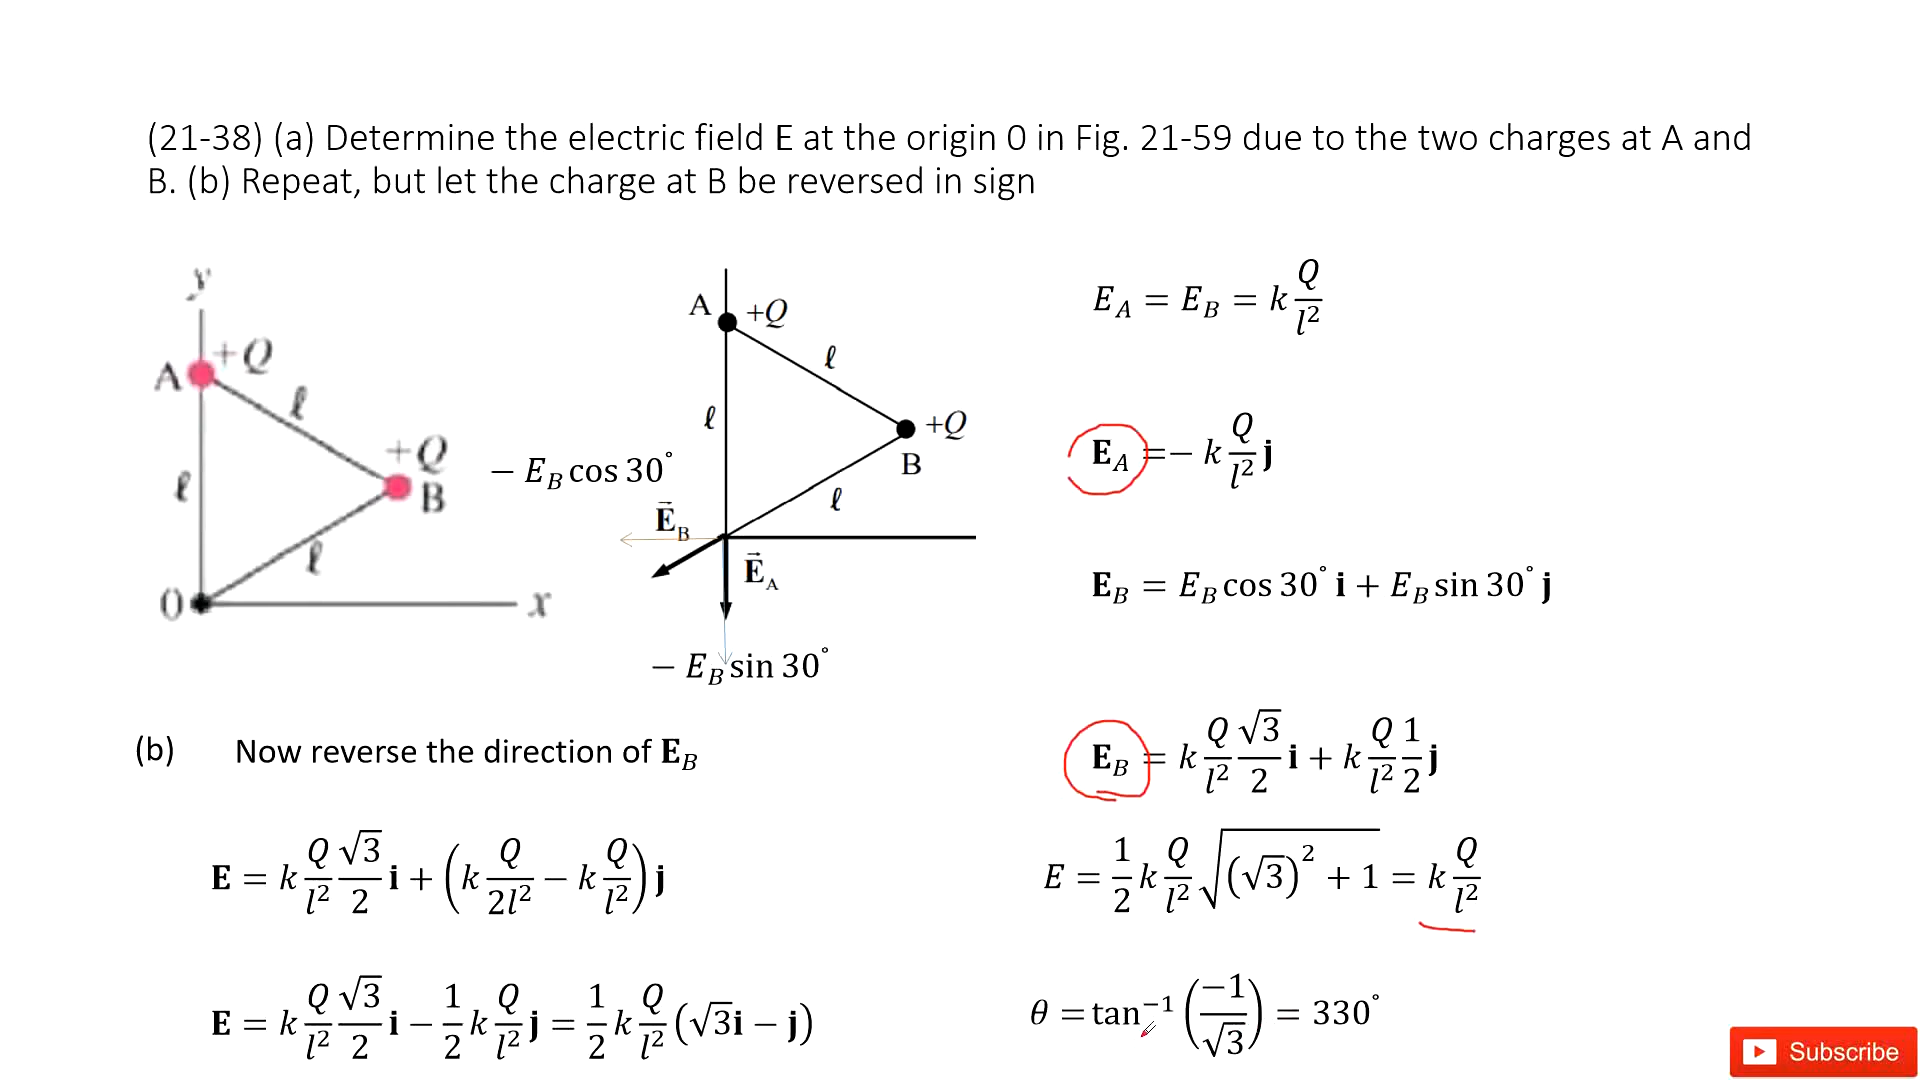 (21-38) (a) Determine the electric field E at the origin 0 in Fig. 21-59 due to the two charges at A and
B. (b) Repeat, but let the charge at B be reversed in sign
y
A +Q
ℓ
ℓ
+Q
B
ℓ
0
x
A +Q
ℓ
ℓ
+Q
B
ℓ
− E_B cos 30°
E⃗_B
E⃗_A
− E_B sin 30°
E_A = E_B = k Q/l²
𝐄_A = − k Q/l² 𝐣
𝐄_B = E_B cos 30° 𝐢 + E_B sin 30° 𝐣
𝐄_B = k Q/l² √3/2 𝐢 + k Q/l² 1/2 𝐣
E = 1/2 k Q/l² √((√3)² + 1) = k Q/l²
θ = tan⁻¹ (−1/√3) = 330°
(b) Now reverse the direction of 𝐄_B
𝐄 = k Q/l² √3/2 𝐢 + (k Q/2l² − k Q/l²) 𝐣
𝐄 = k Q/l² √3/2 𝐢 − 1/2 k Q/l² 𝐣 = 1/2 k Q/l² (√3𝐢 − 𝐣)
Subscribe